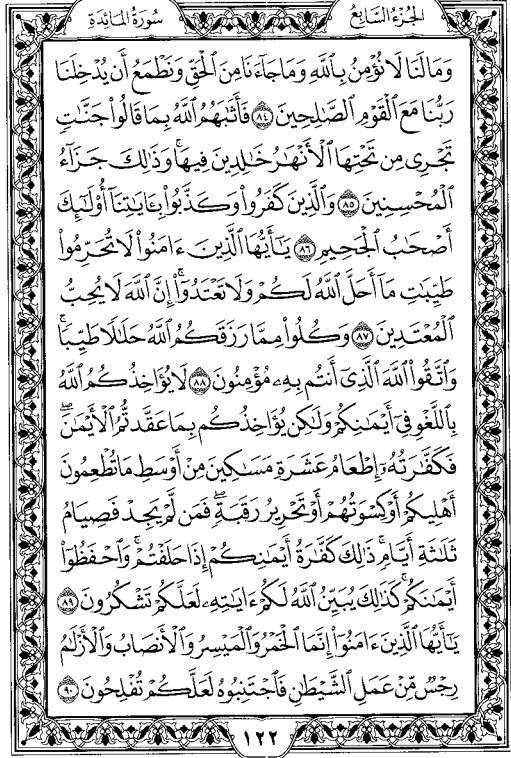 الجزء السابع
سورة المائدة
وَمَا لَنَا لَا نُؤْمِنُ بِٱللَّهِ وَمَا جَآءَنَا مِنَ ٱلْحَقِّ وَنَطْمَعُ أَن يُدْخِلَنَا
رَبُّنَا مَعَ ٱلْقَوْمِ ٱلصَّٰلِحِينَ ٨٤ فَأَثَٰبَهُمُ ٱللَّهُ بِمَا قَالُوا۟ جَنَّٰتٍ
تَجْرِى مِن تَحْتِهَا ٱلْأَنْهَٰرُ خَٰلِدِينَ فِيهَا ۚ وَذَٰلِكَ جَزَآءُ
ٱلْمُحْسِنِينَ ٨٥ وَٱلَّذِينَ كَفَرُوا۟ وَكَذَّبُوا۟ بِـَٔايَٰتِنَآ أُو۟لَٰٓئِكَ
أَصْحَٰبُ ٱلْجَحِيمِ ٨٦ يَٰٓأَيُّهَا ٱلَّذِينَ ءَامَنُوا۟ لَا تُحَرِّمُوا۟
طَيِّبَٰتِ مَآ أَحَلَّ ٱللَّهُ لَكُمْ وَلَا تَعْتَدُوٓا۟ ۚ إِنَّ ٱللَّهَ لَا يُحِبُّ
ٱلْمُعْتَدِينَ ٨٧ وَكُلُوا۟ مِمَّا رَزَقَكُمُ ٱللَّهُ حَلَٰلًا طَيِّبًا ۚ
وَٱتَّقُوا۟ ٱللَّهَ ٱلَّذِىٓ أَنتُم بِهِۦ مُؤْمِنُونَ ٨٨ لَا يُؤَاخِذُكُمُ ٱللَّهُ
بِٱللَّغْوِ فِىٓ أَيْمَٰنِكُمْ وَلَٰكِن يُؤَاخِذُكُم بِمَا عَقَّدتُّمُ ٱلْأَيْمَٰنَ ۖ
فَكَفَّٰرَتُهُۥٓ إِطْعَامُ عَشَرَةِ مَسَٰكِينَ مِنْ أَوْسَطِ مَا تُطْعِمُونَ
أَهْلِيكُمْ أَوْ كِسْوَتُهُمْ أَوْ تَحْرِيرُ رَقَبَةٍ ۖ فَمَن لَّمْ يَجِدْ فَصِيَامُ
ثَلَٰثَةِ أَيَّامٍ ۚ ذَٰلِكَ كَفَّٰرَةُ أَيْمَٰنِكُمْ إِذَا حَلَفْتُمْ ۚ وَٱحْفَظُوٓا۟
أَيْمَٰنَكُمْ ۚ كَذَٰلِكَ يُبَيِّنُ ٱللَّهُ لَكُمْ ءَايَٰتِهِۦ لَعَلَّكُمْ تَشْكُرُونَ ٨٩
يَٰٓأَيُّهَا ٱلَّذِينَ ءَامَنُوٓا۟ إِنَّمَا ٱلْخَمْرُ وَٱلْمَيْسِرُ وَٱلْأَنصَابُ وَٱلْأَزْلَٰمُ
رِجْسٌ مِّنْ عَمَلِ ٱلشَّيْطَٰنِ فَٱجْتَنِبُوهُ لَعَلَّكُمْ تُفْلِحُونَ ٩٠
١٢٢